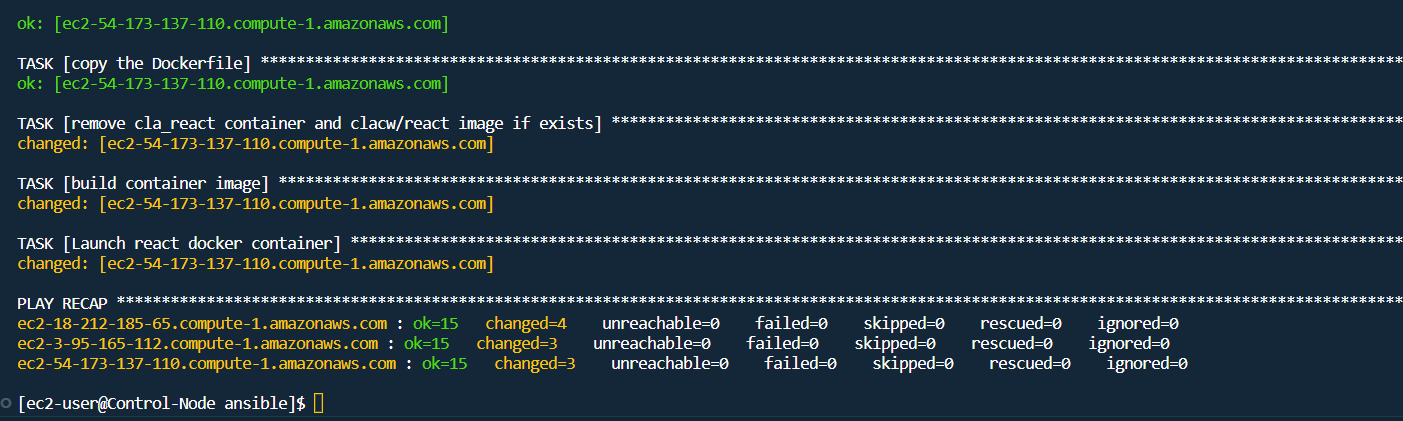 ok: [ec2-54-173-137-110.compute-1.amazonaws.com]
TASK [copy the Dockerfile] ********************************************************************************************************************************
ok: [ec2-54-173-137-110.compute-1.amazonaws.com]
TASK [remove cla_react container and clacw/react image if exists] ****************************************************************************************
changed: [ec2-54-173-137-110.compute-1.amazonaws.com]
TASK [build container image] ******************************************************************************************************************************
changed: [ec2-54-173-137-110.compute-1.amazonaws.com]
TASK [Launch react docker container] **********************************************************************************************************************
changed: [ec2-54-173-137-110.compute-1.amazonaws.com]
PLAY RECAP ************************************************************************************************************************************************
ec2-18-212-185-65.compute-1.amazonaws.com : ok=15   changed=4    unreachable=0    failed=0    skipped=0    rescued=0    ignored=0
ec2-3-95-165-112.compute-1.amazonaws.com : ok=15   changed=3    unreachable=0    failed=0    skipped=0    rescued=0    ignored=0
ec2-54-173-137-110.compute-1.amazonaws.com : ok=15   changed=3    unreachable=0    failed=0    skipped=0    rescued=0    ignored=0
[ec2-user@Control-Node ansible]$